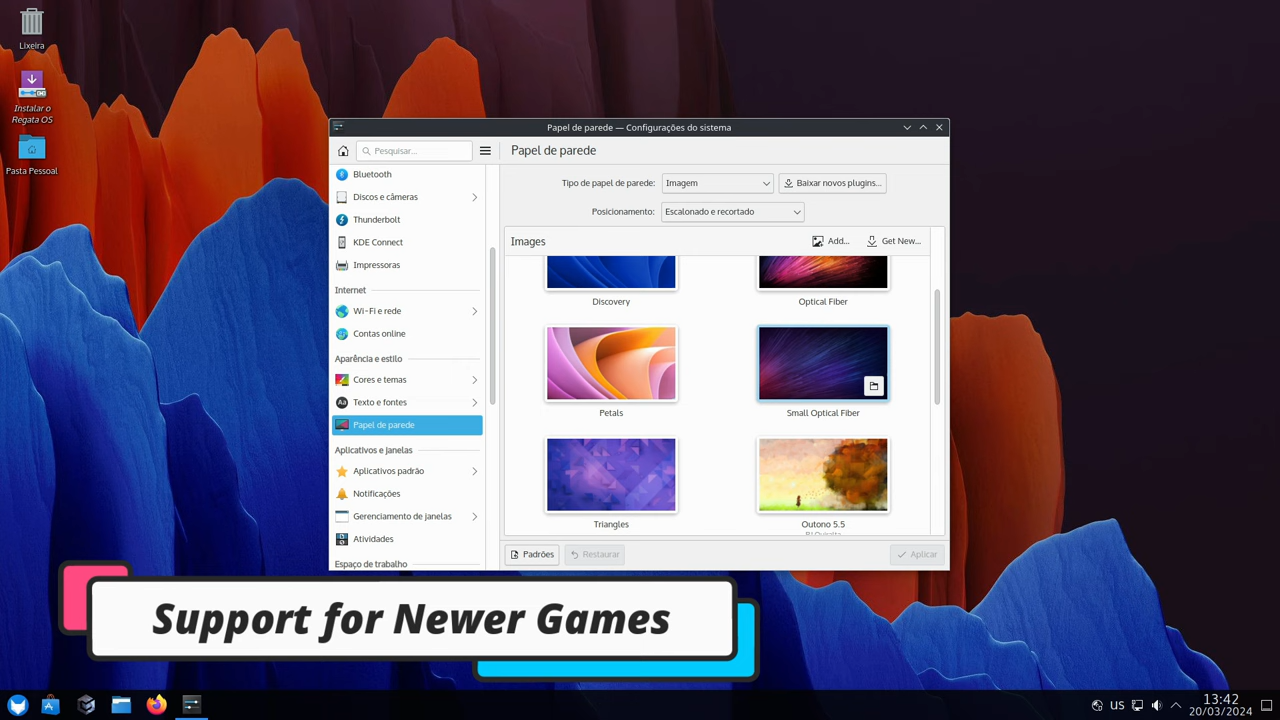 Lixeira
Instalar o
Regata OS
Pasta Pessoal
Papel de parede — Configurações do sistema
Pesquisar...
Papel de parede
Bluetooth
Discos e câmeras
Thunderbolt
KDE Connect
Impressoras
Internet
Wi-Fi e rede
Contas online
Aparência e estilo
Cores e temas
Aa Texto e fontes
Papel de parede
Aplicativos e janelas
Aplicativos padrão
Notificações
Gerenciamento de janelas
Atividades
Espaço de trabalho
Tipo de papel de parede: Imagem Baixar novos plugins...
Posicionamento: Escalonado e recortado
Images Add... Get New...
Discovery Optical Fiber
Petals Small Optical Fiber
Triangles Outono 5.5
Padrões Restaurar Aplicar
Support for Newer Games
US
13:42
20/03/2024